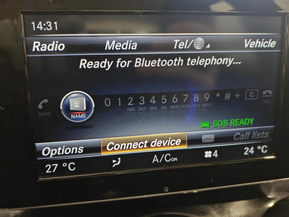 14:31
Radio Media Tel/ Vehicle
Ready for Bluetooth telephony...
0 1 2 3 4 5 6 7 8 9 * # + C
NAME
SOS READY
Options Connect device Call lists
27 °C A/C ON 4 24 °C